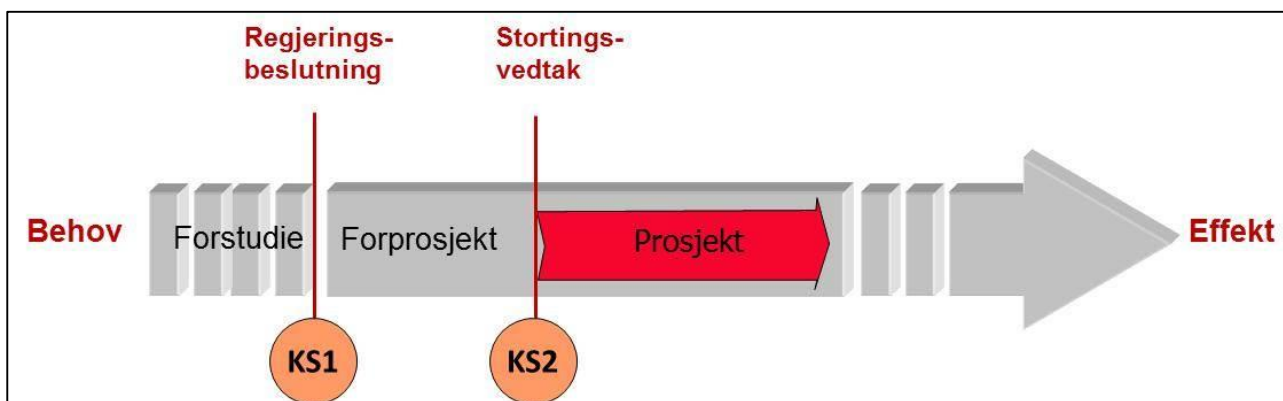 Regjerings-
beslutning
Stortings-
vedtak
Behov
Forstudie
Forprosjekt
Prosjekt
Effekt
KS1
KS2